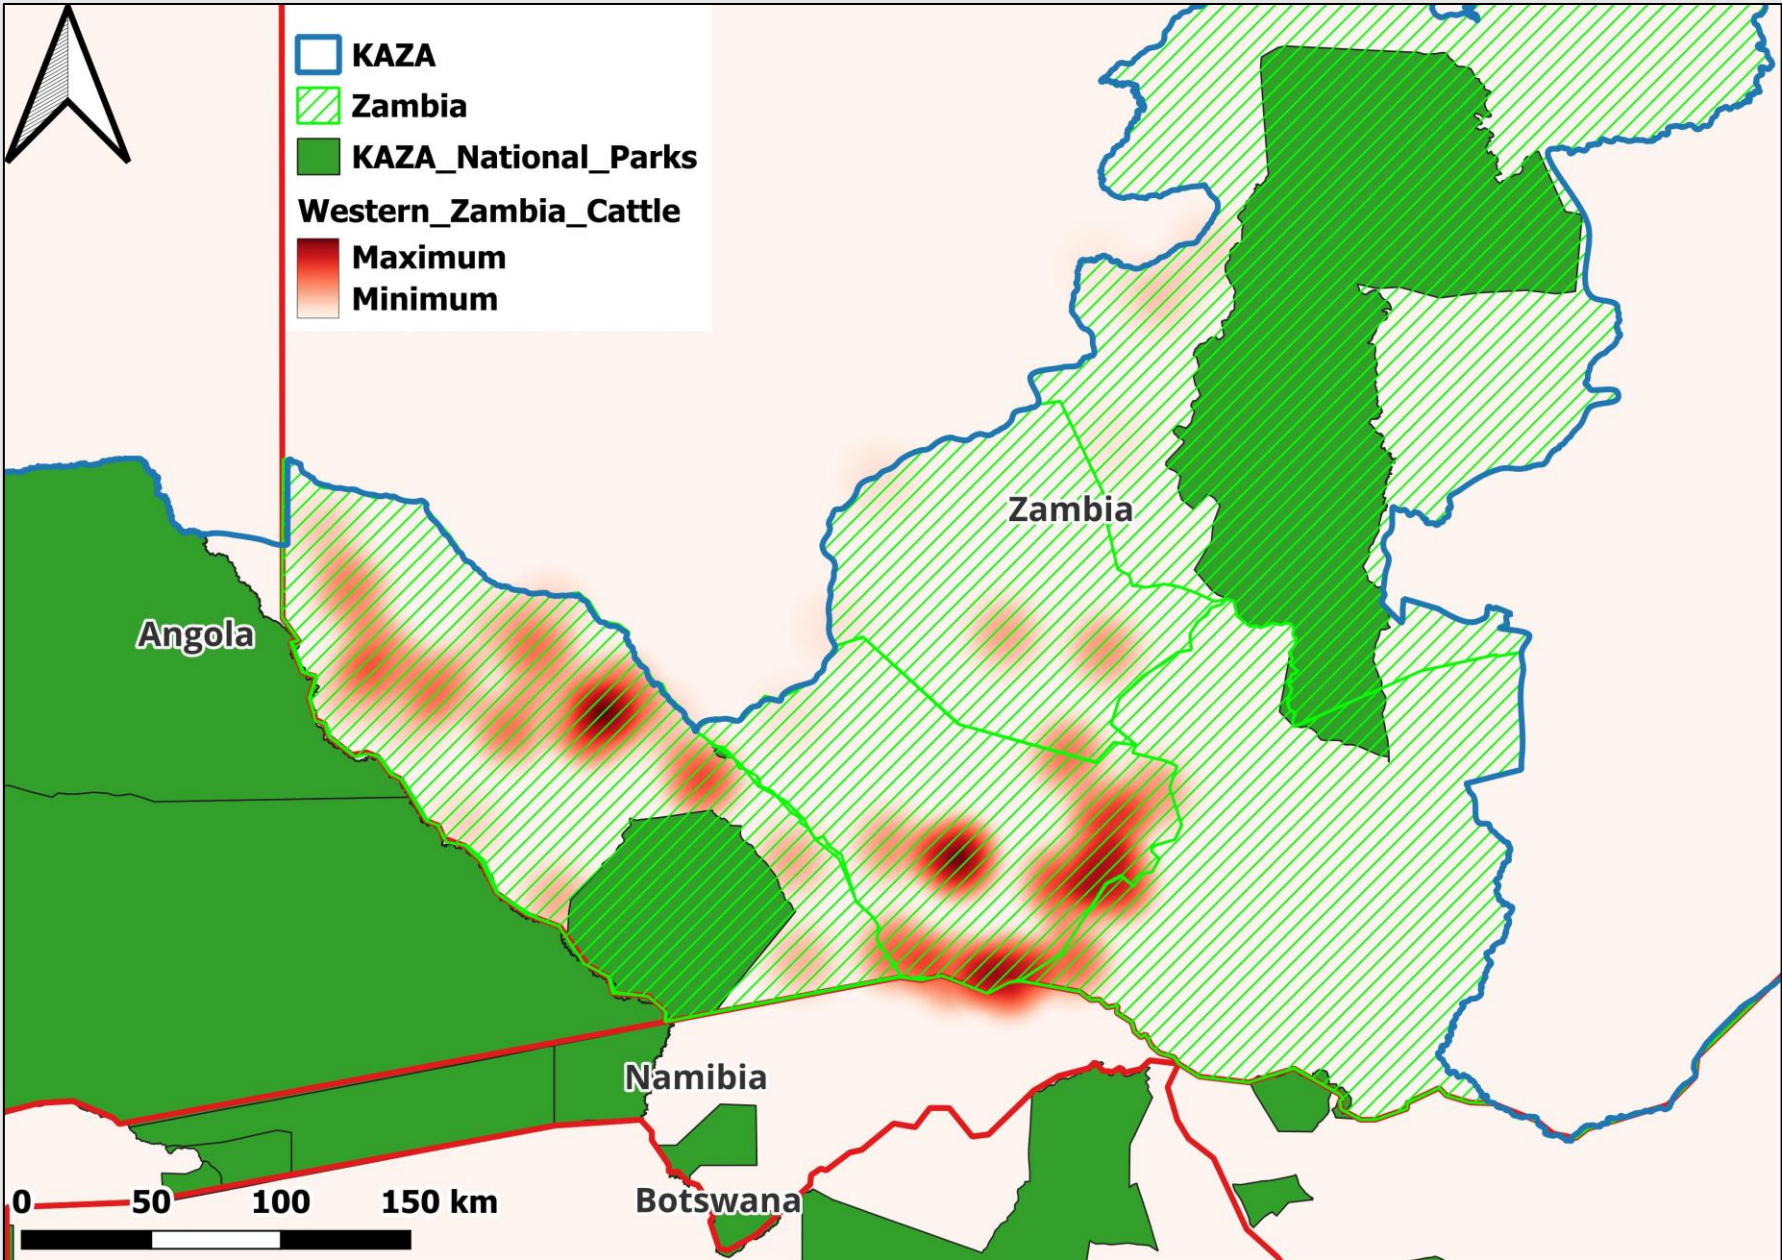 KAZA
Zambia
KAZA_National_Parks
Western_Zambia_Cattle
Maximum
Minimum
Zambia
Angola
Namibia
Botswana
0 50 100 150 km